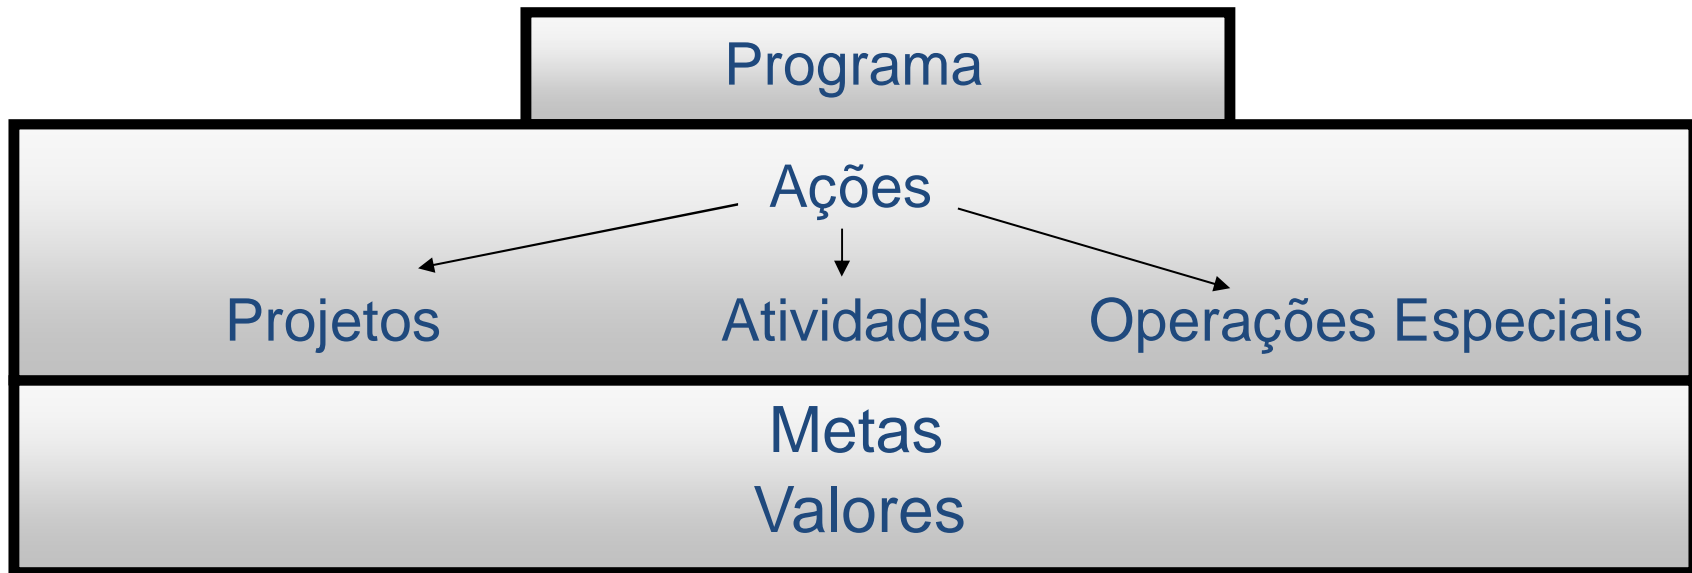 Programa
Ações
Projetos Atividades Operações Especiais
Metas
Valores